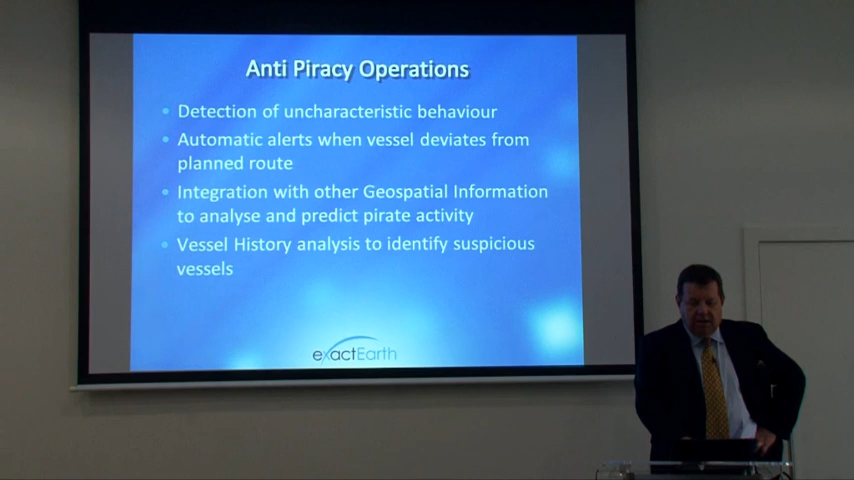 Anti Piracy Operations
• Detection of uncharacteristic behaviour
• Automatic alerts when vessel deviates from
planned route
• Integration with other Geospatial Information
to analyse and predict pirate activity
• Vessel History analysis to identify suspicious
vessels
exactEarth